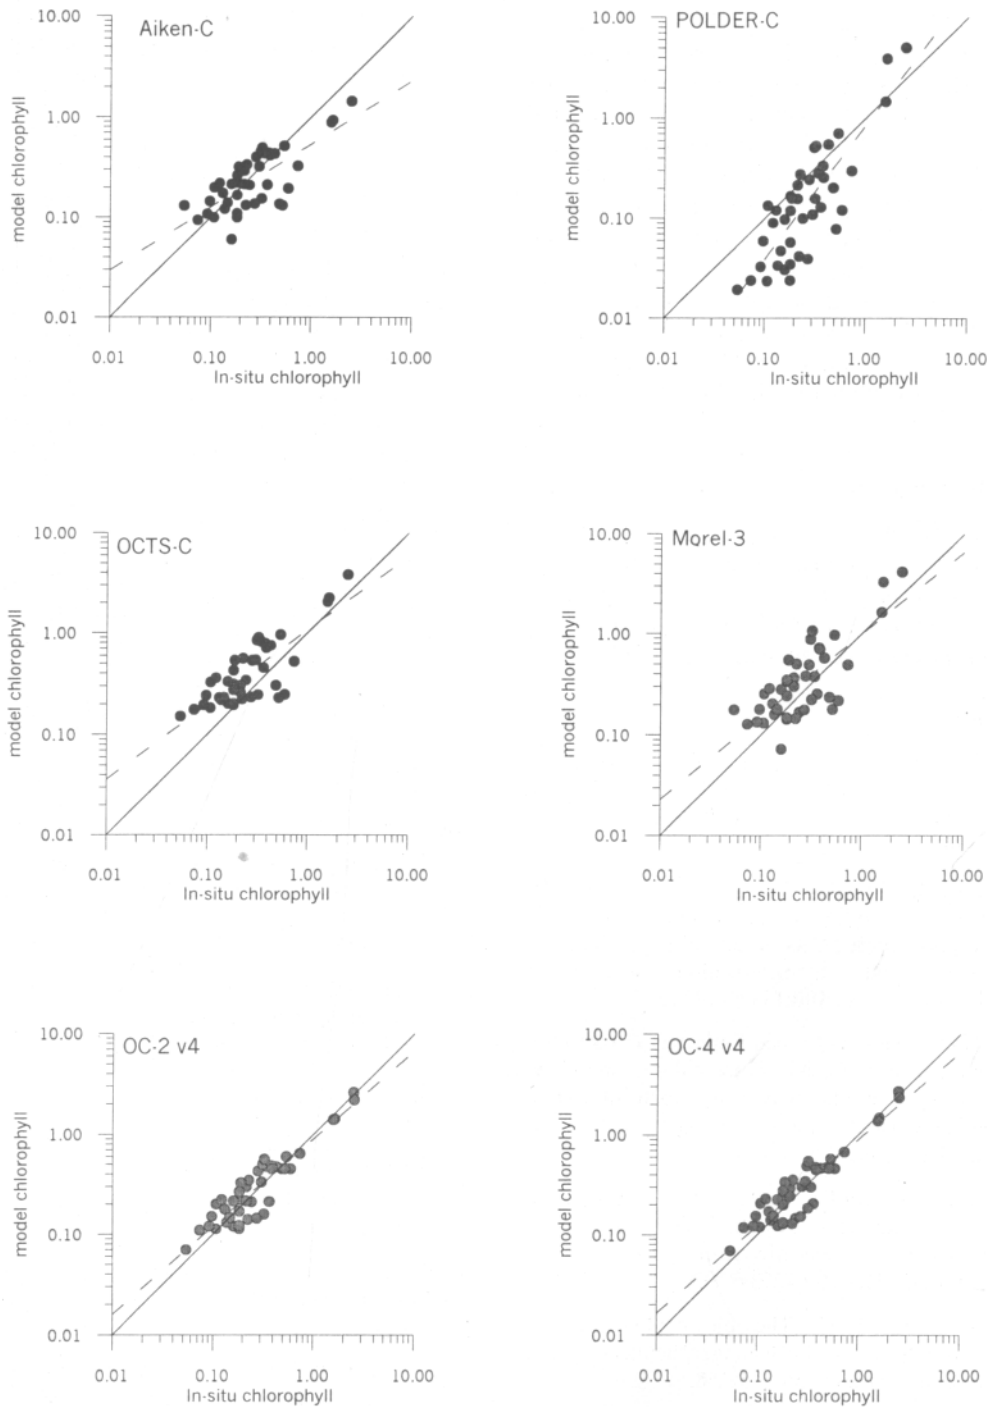 Aiken-C
10.00
1.00
0.10
0.01
model chlorophyll
0.01 0.10 1.00 10.00
In-situ chlorophyll
POLDER-C
10.00
1.00
0.10
0.01
model chlorophyll
0.01 0.10 1.00 10.00
In-situ chlorophyll
OCTS-C
10.00
1.00
0.10
0.01
model chlorophyll
0.01 0.10 1.00 10.00
In-situ chlorophyll
Morel-3
10.00
1.00
0.10
0.01
model chlorophyll
0.01 0.10 1.00 10.00
In-situ chlorophyll
OC-2 v4
10.00
1.00
0.10
0.01
model chlorophyll
0.01 0.10 1.00 10.00
In-situ chlorophyll
OC-4 v4
10.00
1.00
0.10
0.01
model chlorophyll
0.01 0.10 1.00 10.00
In-situ chlorophyll